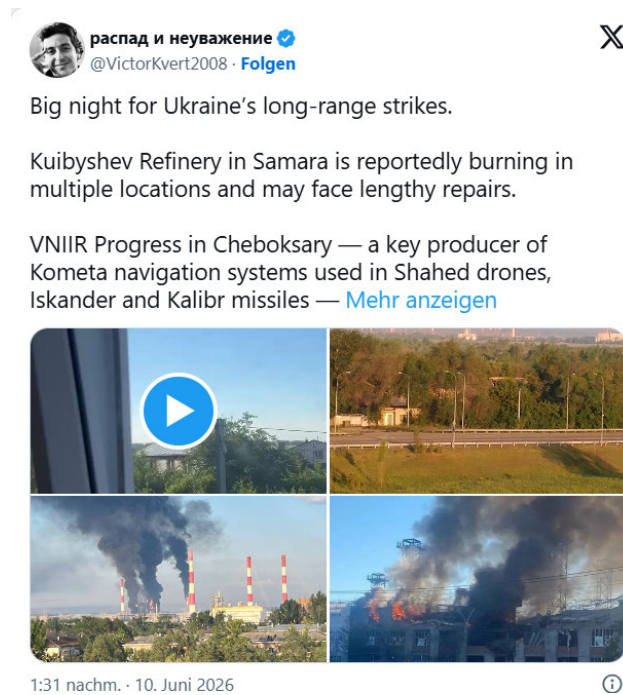 распад и неуважение
@VictorKvert2008 · Folgen
Big night for Ukraine’s long-range strikes.
Kuibyshev Refinery in Samara is reportedly burning in
multiple locations and may face lengthy repairs.
VNIIR Progress in Cheboksary — a key producer of
Kometa navigation systems used in Shahed drones,
Iskander and Kalibr missiles — Mehr anzeigen
1:31 nachm. · 10. Juni 2026